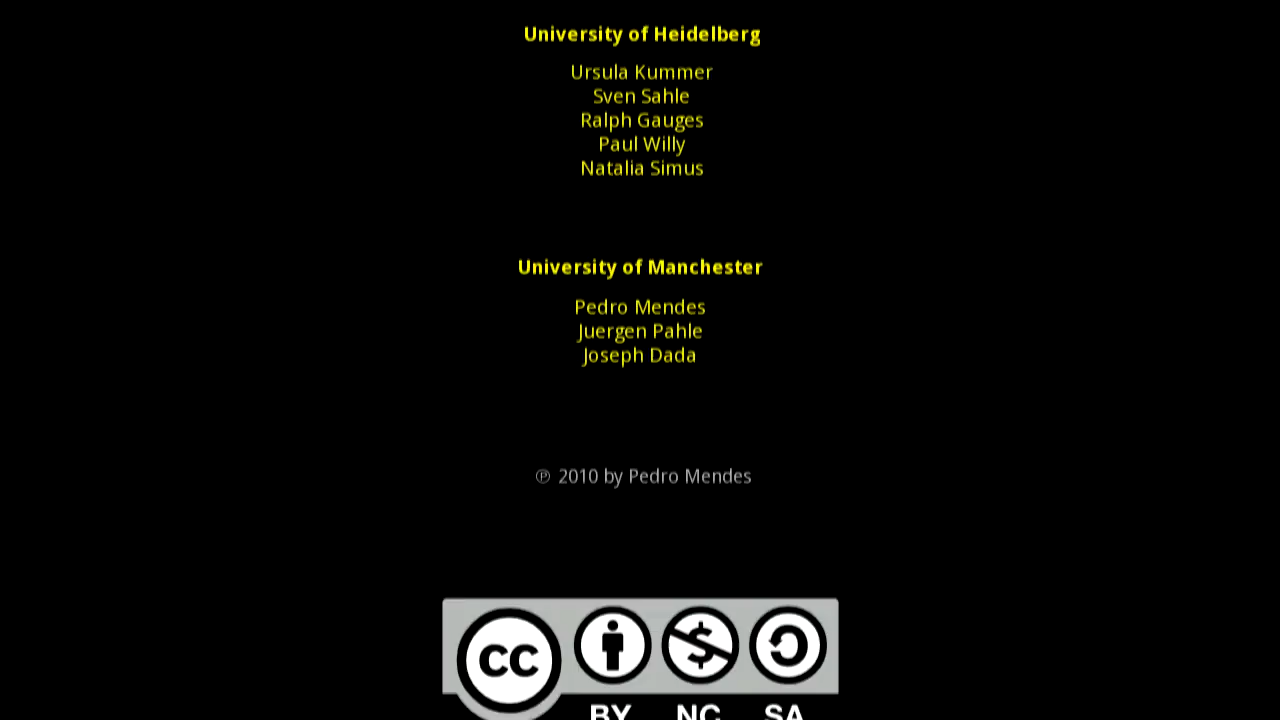 University of Heidelberg
Ursula Kummer
Sven Sahle
Ralph Gauges
Paul Willy
Natalia Simus
University of Manchester
Pedro Mendes
Juergen Pahle
Joseph Dada
℗ 2010 by Pedro Mendes
CC
BY NC SA